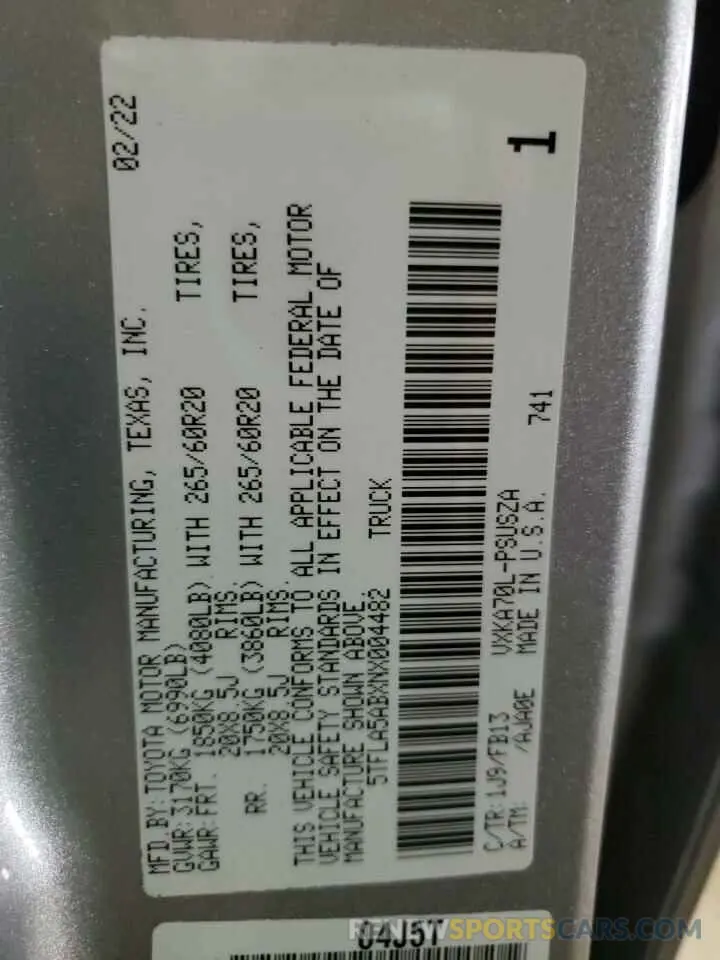 MFD.BY:TOYOTA MOTOR MANUFACTURING, TEXAS, INC. 02/22
GVWR:3170KG(6990LB)
GAWR:FRT. 1850KG (4080LB) WITH 265/60R20 TIRES,
20X8.5J RIMS.
RR. 1750KG (3860LB) WITH 265/60R20 TIRES,
20X8.5J RIMS.
THIS VEHICLE CONFORMS TO ALL APPLICABLE FEDERAL MOTOR
VEHICLE SAFETY STANDARDS IN EFFECT ON THE DATE OF
MANUFACTURE SHOWN ABOVE.
5TFLA5ABXNX004482 TRUCK
1
C/TR:1J9/FB13 VXKA70L-PSUSZA 741
A/TM: /AJA0E MADE IN U.S.A.
04J5T
REPORT.VSPORTSCARS.COM